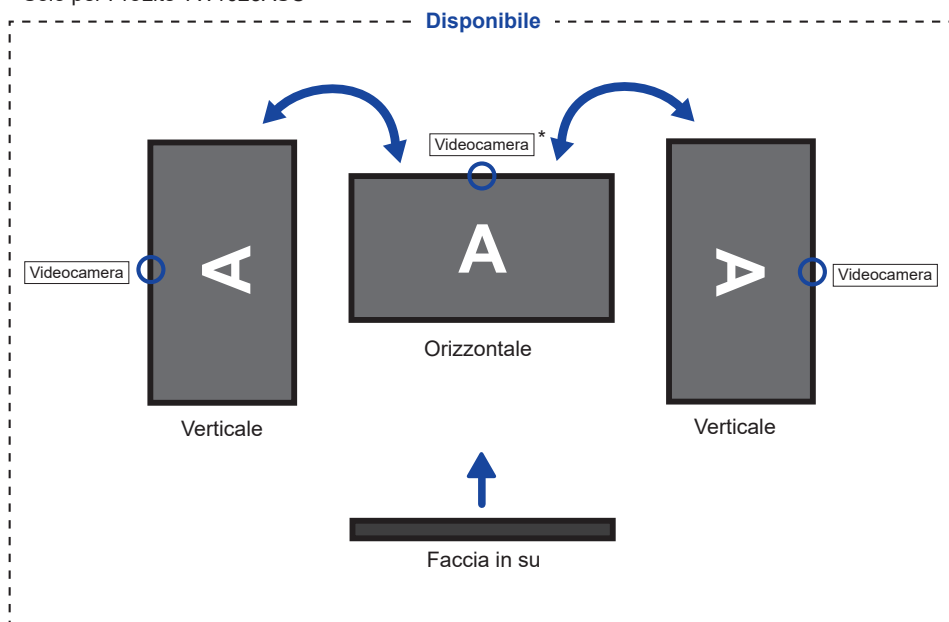 Disponibile
Videocamera *
A
A
A
Videocamera
Videocamera
Orizzontale
Verticale
Verticale
Faccia in su